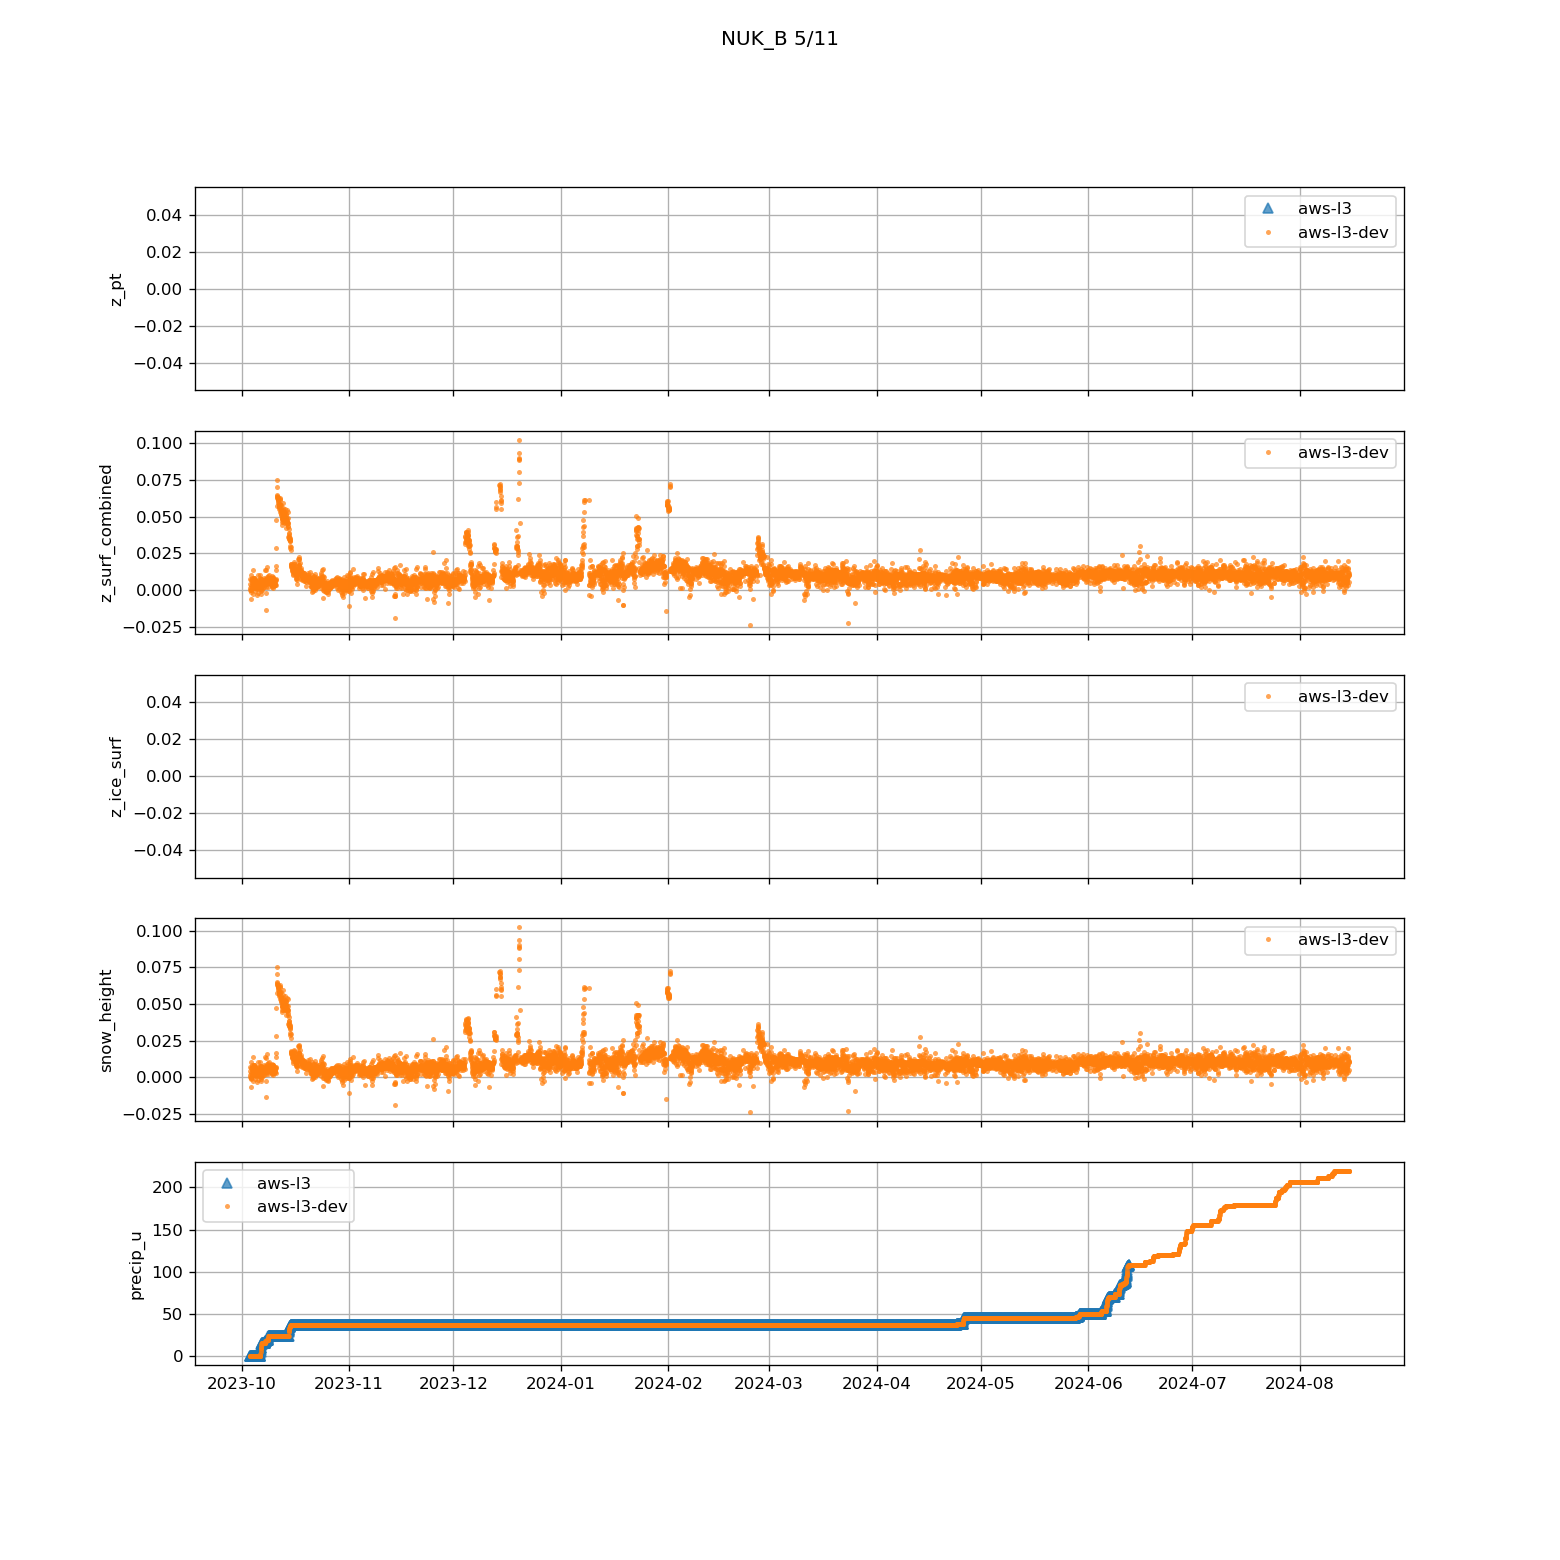 NUK_B 5/11
z_pt
0.04
0.02
0.00
−0.02
−0.04
aws-l3
aws-l3-dev
z_surf_combined
0.100
0.075
0.050
0.025
0.000
−0.025
aws-l3-dev
z_ice_surf
0.04
0.02
0.00
−0.02
−0.04
aws-l3-dev
snow_height
0.100
0.075
0.050
0.025
0.000
−0.025
aws-l3-dev
precip_u
200
150
100
50
0
aws-l3
aws-l3-dev
2023-10 2023-11 2023-12 2024-01 2024-02 2024-03 2024-04 2024-05 2024-06 2024-07 2024-08